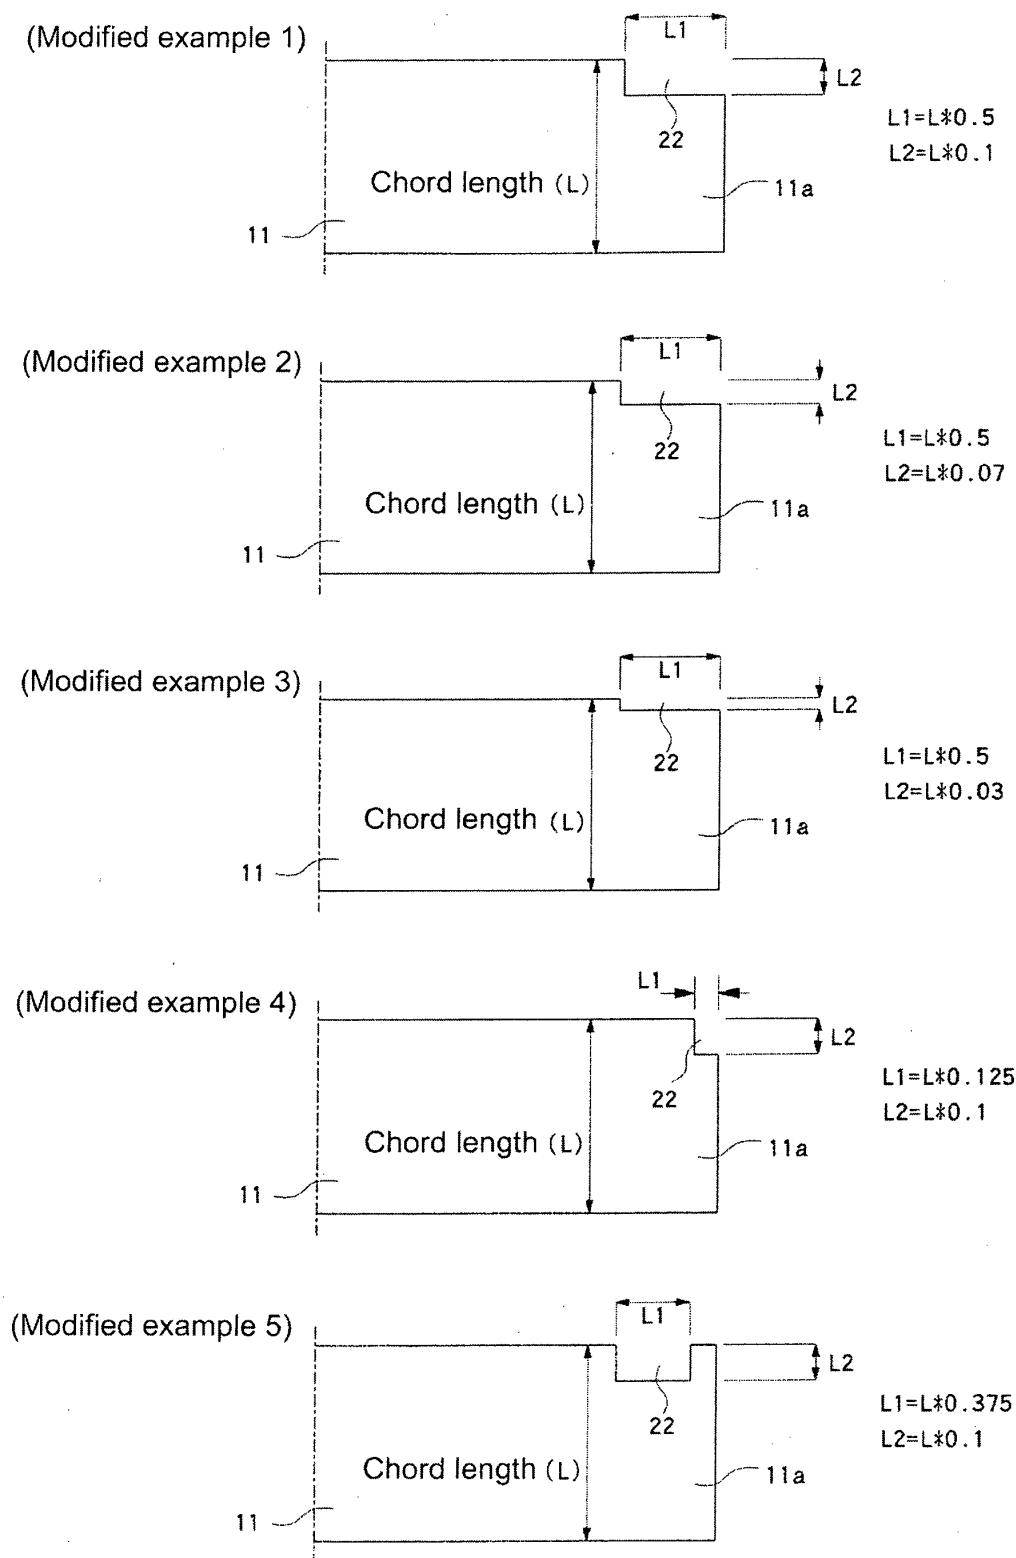 (Modified example 1)
L1
L2
22
L1=L*0.5
L2=L*0.1
Chord length (L)
11a
11
(Modified example 2)
L1
L2
22
L1=L*0.5
L2=L*0.07
Chord length (L)
11a
11
(Modified example 3)
L1
L2
22
L1=L*0.5
L2=L*0.03
Chord length (L)
11a
11
(Modified example 4)
L1
L2
22
L1=L*0.125
L2=L*0.1
Chord length (L)
11a
11
(Modified example 5)
L1
L2
22
L1=L*0.375
L2=L*0.1
Chord length (L)
11a
11